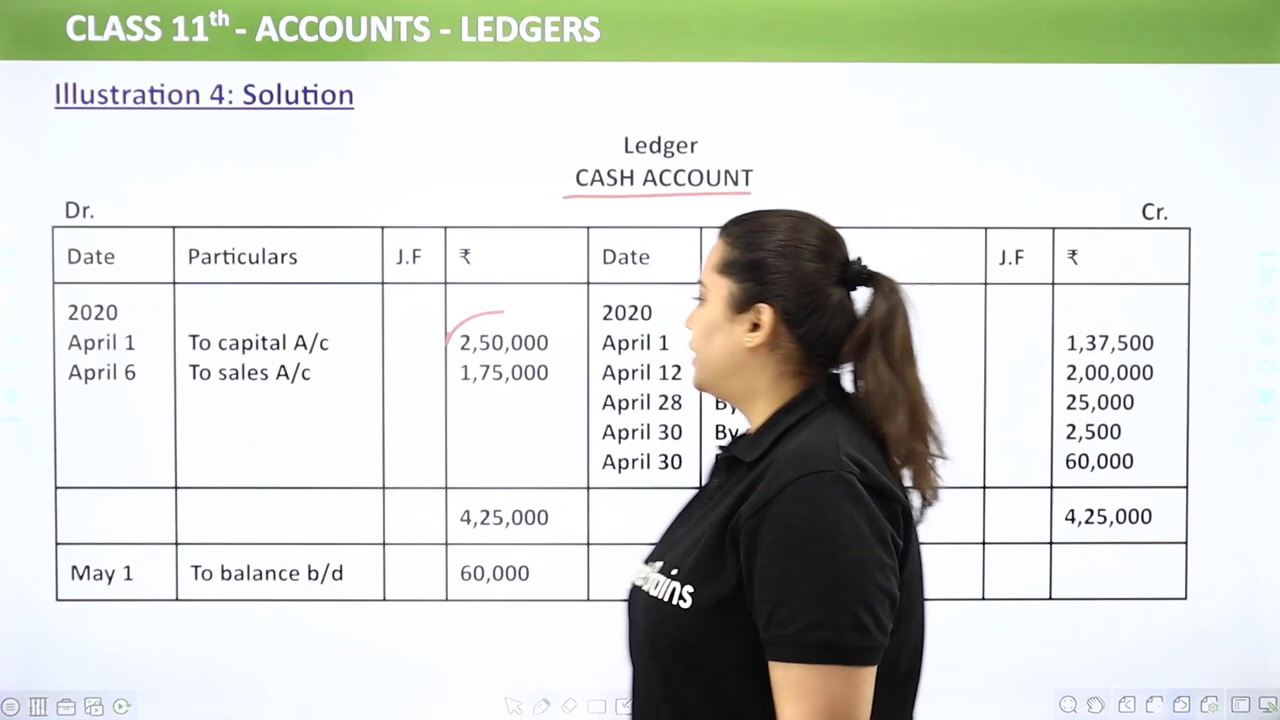 CLASS 11th - ACCOUNTS - LEDGERS
Illustration 4: Solution
Ledger
CASH ACCOUNT
Dr. Cr.
Date Particulars J.F ₹ Date J.F ₹
2020 2020
April 1 To capital A/c 2,50,000 April 1 1,37,500
April 6 To sales A/c 1,75,000 April 12 2,00,000
April 28 By 25,000
April 30 By 2,500
April 30 60,000
4,25,000 4,25,000
May 1 To balance b/d 60,000